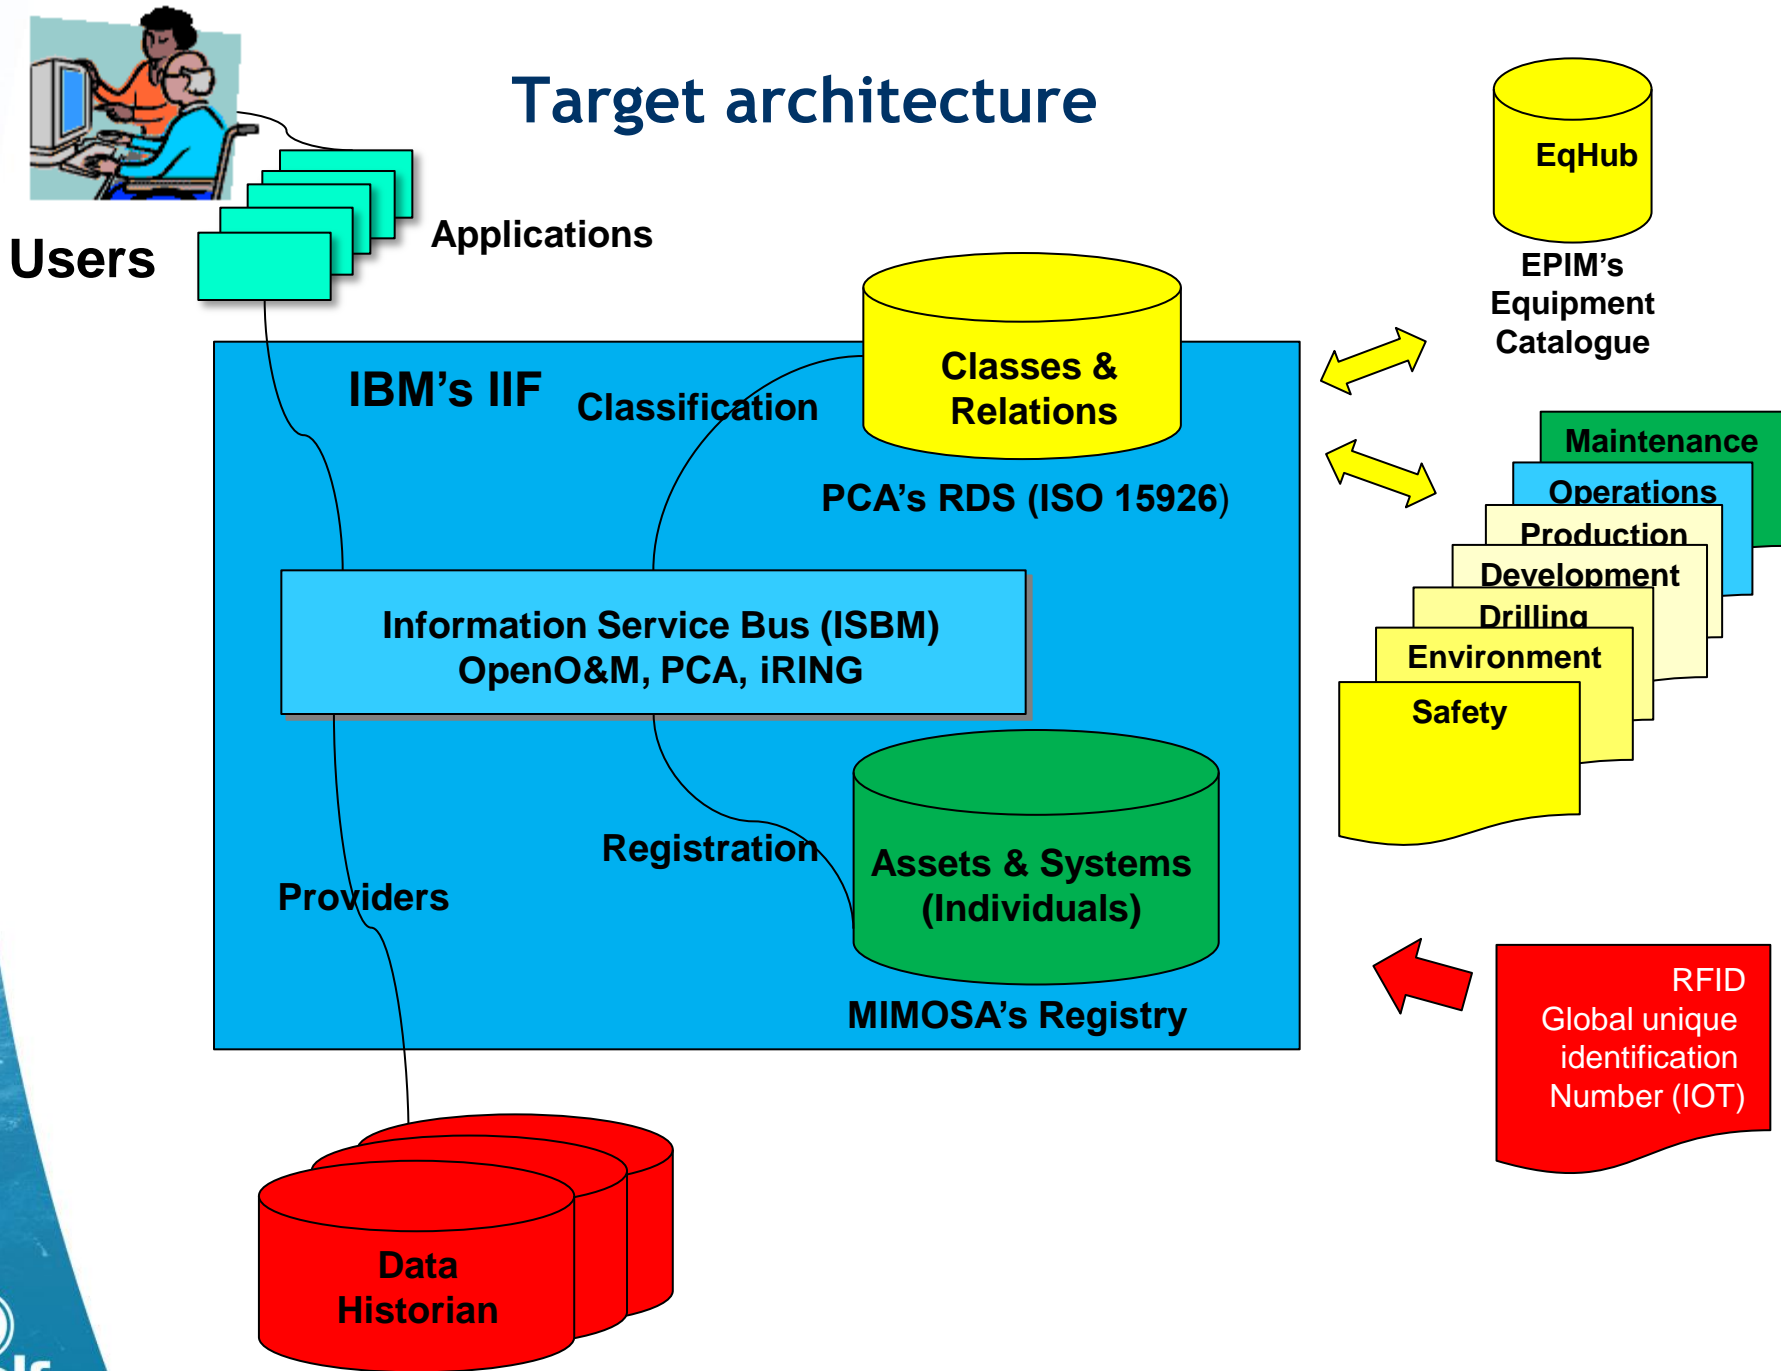 Target architecture
Users
Applications
EqHub
EPIM’s
Equipment
Catalogue
IBM’s IIF
Classification
Classes &
Relations
PCA’s RDS (ISO 15926)
Maintenance
Operations
Production
Development
Drilling
Environment
Safety
Information Service Bus (ISBM)
OpenO&M, PCA, iRING
Registration
Assets & Systems
(Individuals)
Providers
MIMOSA’s Registry
RFID
Global unique
identification
Number (IOT)
Data
Historian